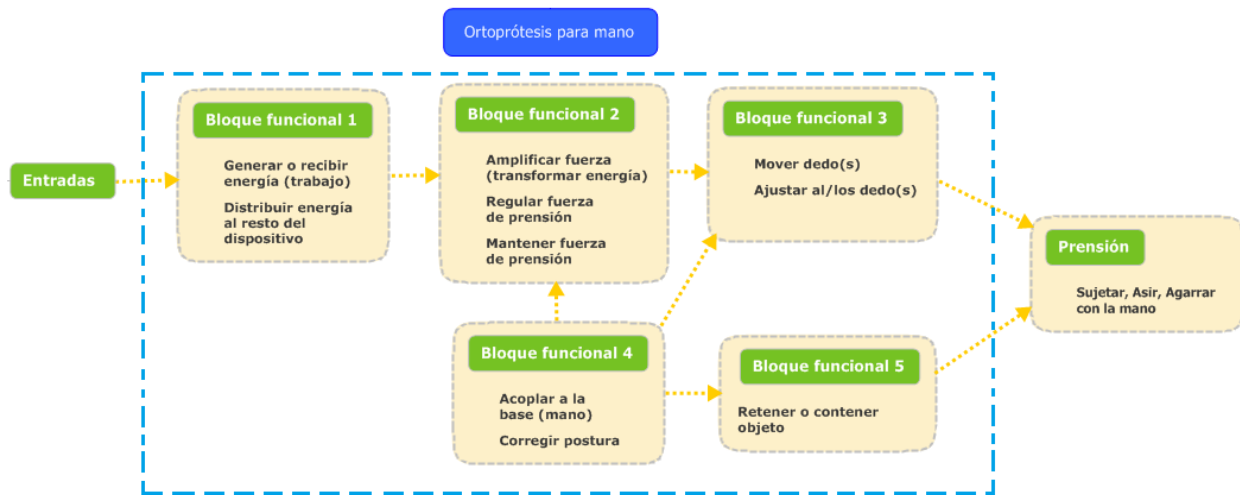 Ortoprótesis para mano
Entradas
Bloque funcional 1
Generar o recibir
energía (trabajo)
Distribuir energía
al resto del
dispositivo
Bloque funcional 2
Amplificar fuerza
(transformar energía)
Regular fuerza
de prensión
Mantener fuerza
de prensión
Bloque funcional 3
Mover dedo(s)
Ajustar al/los dedo(s)
Bloque funcional 4
Acoplar a la
base (mano)
Corregir postura
Bloque funcional 5
Retener o contener
objeto
Prensión
Sujetar, Asir, Agarrar
con la mano